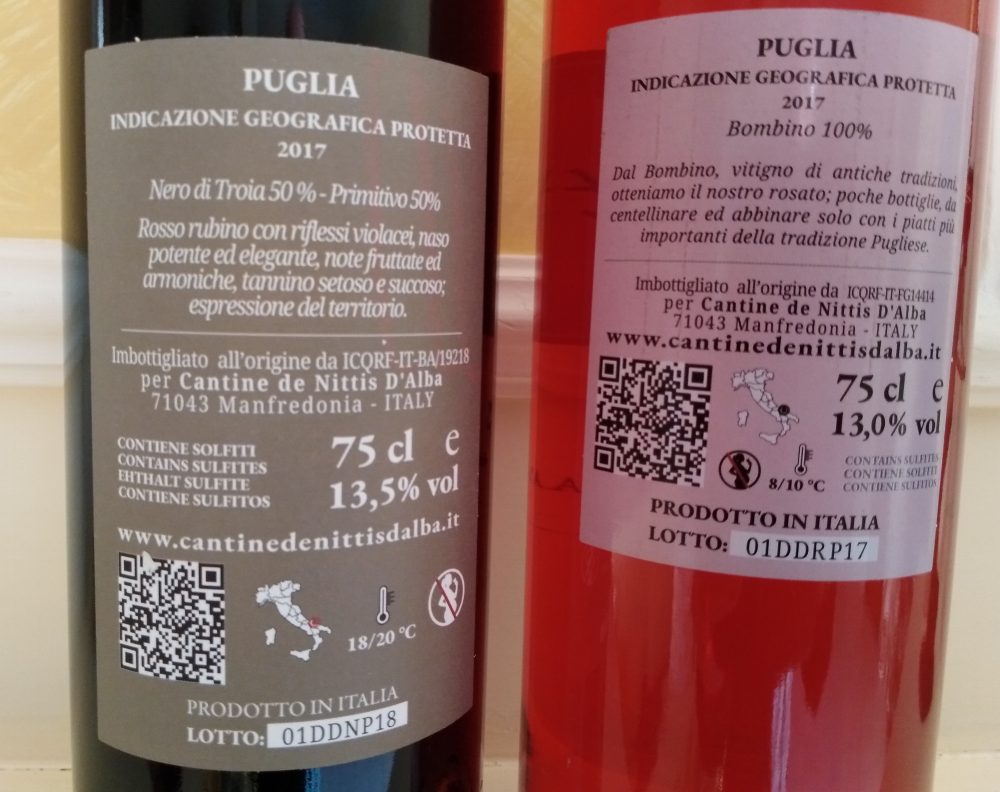 PUGLIA
INDICAZIONE GEOGRAFICA PROTETTA
2017
Nero di Troia 50 % - Primitivo 50%
Rosso rubino con riflessi violacei, naso
potente ed elegante, note fruttate ed
armoniche, tannino setoso e succoso;
espressione del territorio.
Imbottigliato all'origine da ICQRF-IT-BA/19218
per Cantine de Nittis D'Alba
71043 Manfredonia - ITALY
CONTIENE SOLFITI
CONTAINS SULFITES
EHTHALT SULFITE
CONTIENE SULFITOS
75 cl e
13,5% vol
www.cantinedenittisdalba.it
18/20 °C
PRODOTTO IN ITALIA
LOTTO: 01DDNP18
PUGLIA
INDICAZIONE GEOGRAFICA PROTETTA
2017
Bombino 100%
Dal Bombino, vitigno di antiche tradizioni,
otteniamo il nostro rosato; poche bottiglie, da
centellinare ed abbinare solo con i piatti più
importanti della tradizione Pugliese.
Imbottigliato all'origine da ICQRF-IT-FG14414
per Cantine de Nittis D'Alba
71043 Manfredonia - ITALY
www.cantinedenittisdalba.it
75 cl e
13,0% vol
8/10 °C
CONTAINS SULFITES
CONTIENE SOLFITI
CONTIENE SULFITOS
PRODOTTO IN ITALIA
LOTTO: 01DDRP17